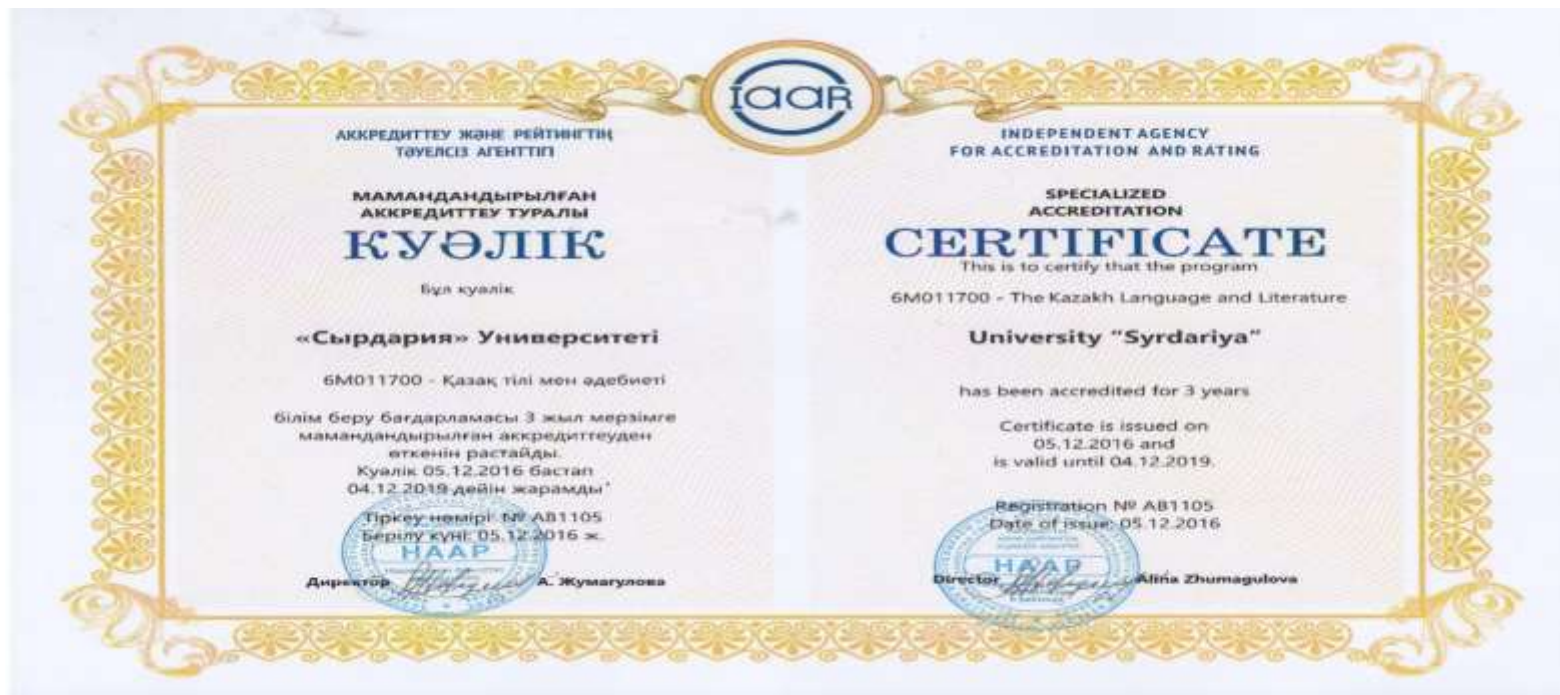 IaaR
АККРЕДИТТЕУ ЖӘНЕ РЕЙТИНГТІҢ
ТӘУЕЛСІЗ АГЕНТТІГІ
МАМАНДАНДЫРЫЛҒАН
АККРЕДИТТЕУ ТУРАЛЫ
КУӘЛІК
Бұл куәлік
«Сырдария» Университеті
6М011700 - Қазақ тілі мен әдебиеті
білім беру бағдарламасы 3 жыл мерзімге
мамандандырылған аккредиттеуден
өткенін растайды.
Куәлік 05.12.2016 бастап
04.12.2019 дейін жарамды
Тіркеу нөмірі: № АВ1105
Берілу күні: 05.12.2016 ж.
НААР
Директор А. Жумагулова
INDEPENDENT AGENCY
FOR ACCREDITATION AND RATING
SPECIALIZED
ACCREDITATION
CERTIFICATE
This is to certify that the program
6M011700 - The Kazakh Language and Literature
University "Syrdariya"
has been accredited for 3 years
Certificate is issued on
05.12.2016 and
is valid until 04.12.2019.
Registration № AB1105
Date of issue: 05.12.2016
НААР
Director Alina Zhumagulova